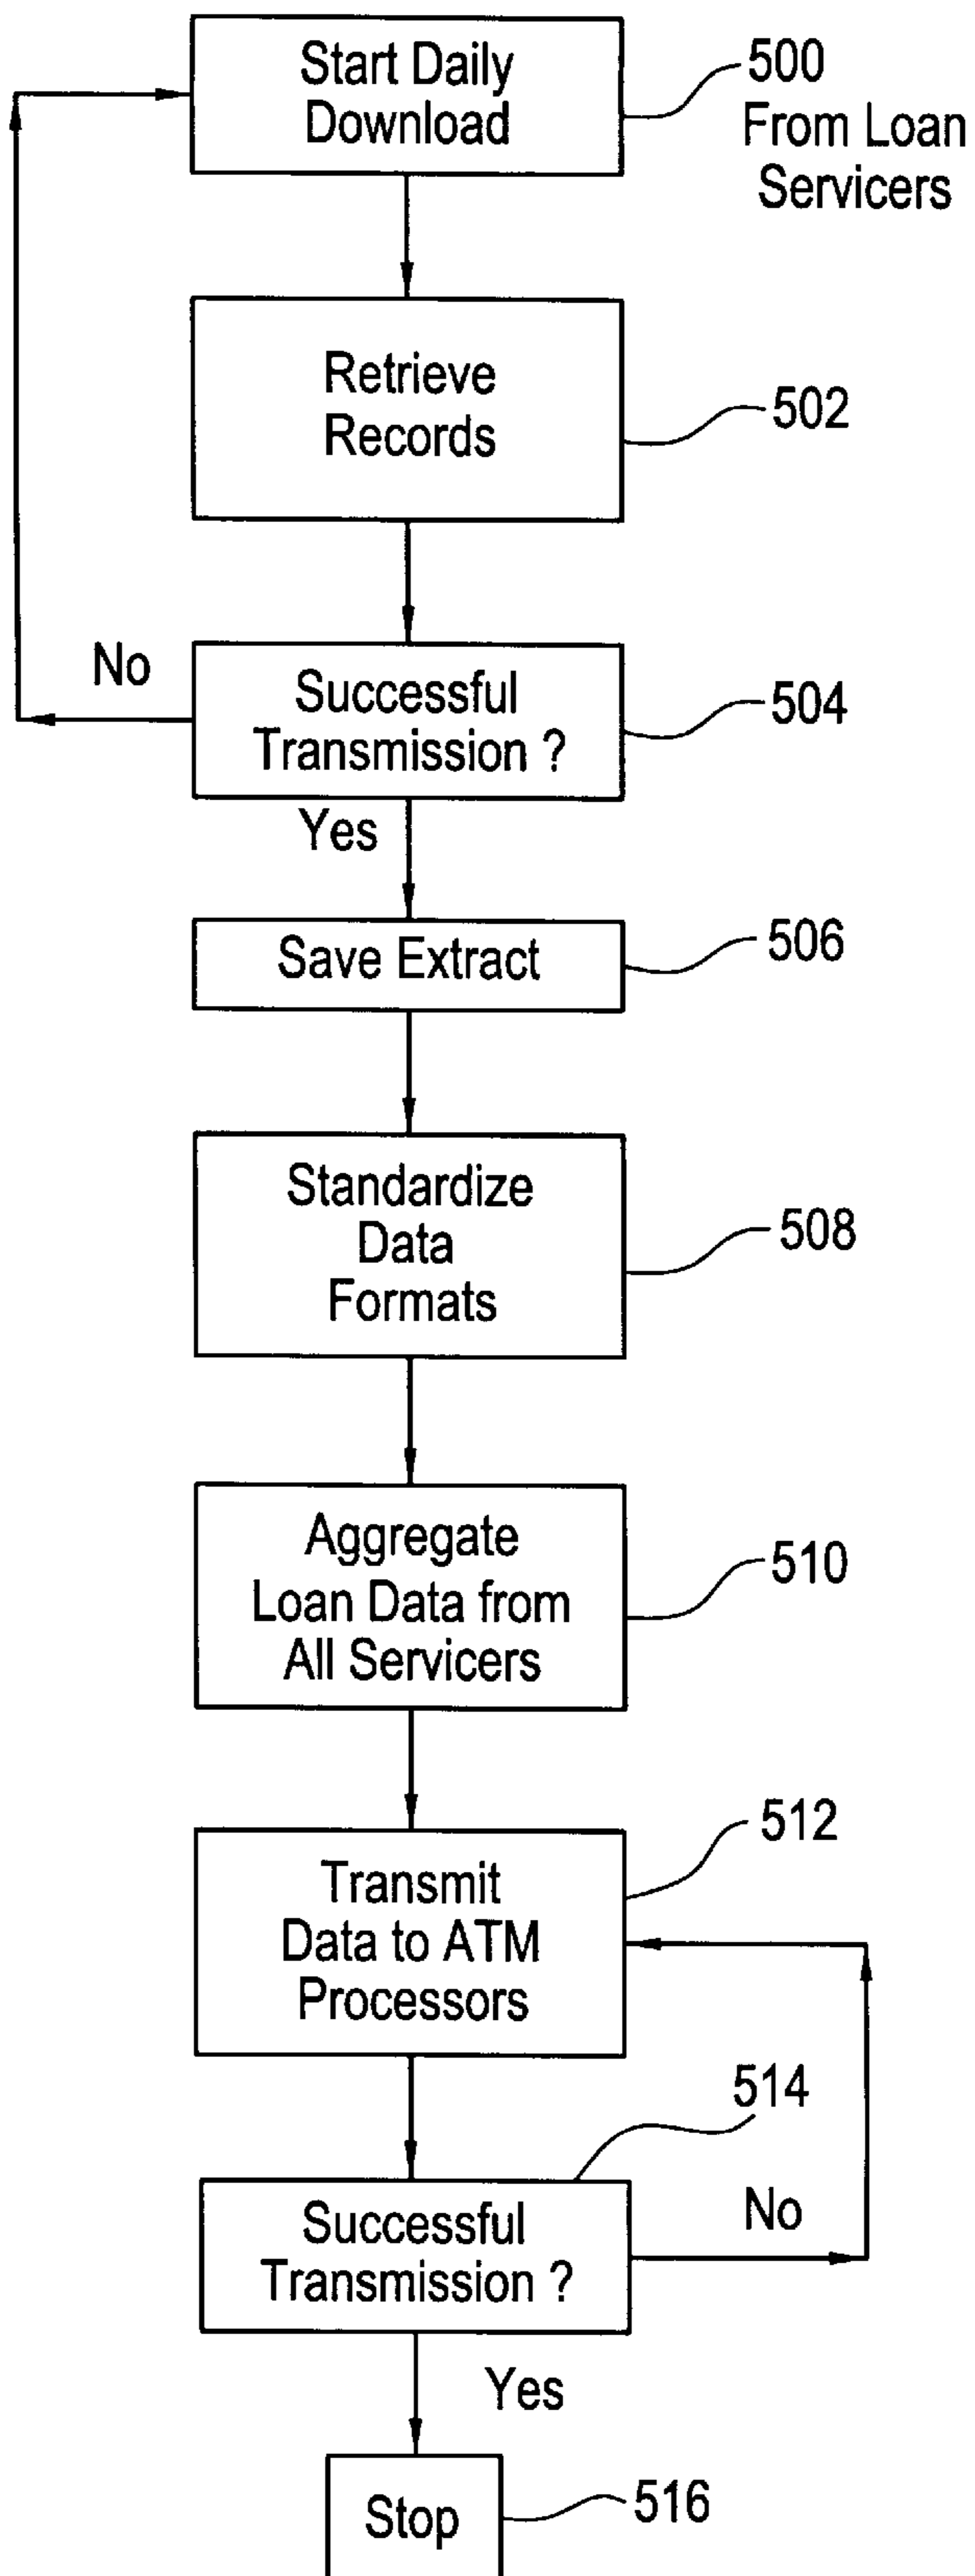 Start Daily
Download
500
From Loan
Servicers
Retrieve
Records
502
No
Successful
Transmission ?
504
Yes
Save Extract
506
Standardize
Data
Formats
508
Aggregate
Loan Data from
All Servicers
510
512
Transmit
Data to ATM
Processors
514
Successful
Transmission ?
No
Yes
Stop
516